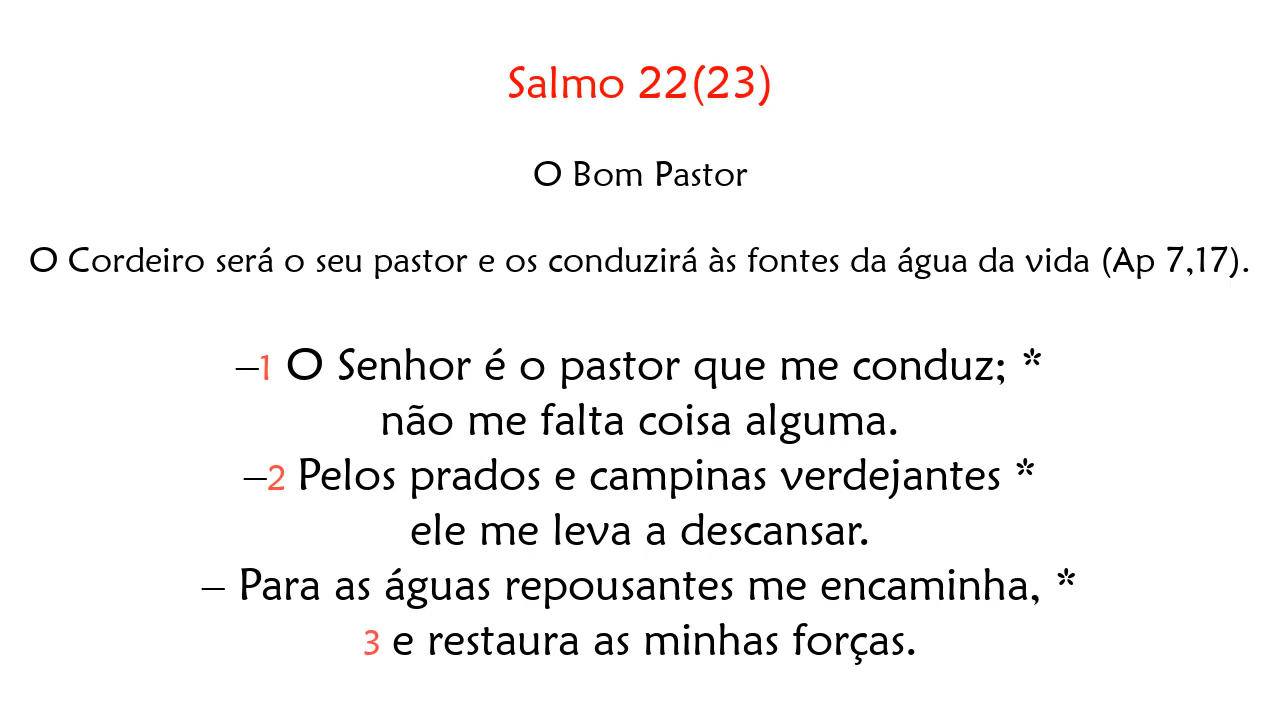 Salmo 22(23)
O Bom Pastor
O Cordeiro será o seu pastor e os conduzirá às fontes da água da vida (Ap 7,17).
–1 O Senhor é o pastor que me conduz; *
não me falta coisa alguma.
–2 Pelos prados e campinas verdejantes *
ele me leva a descansar.
– Para as águas repousantes me encaminha, *
3 e restaura as minhas forças.